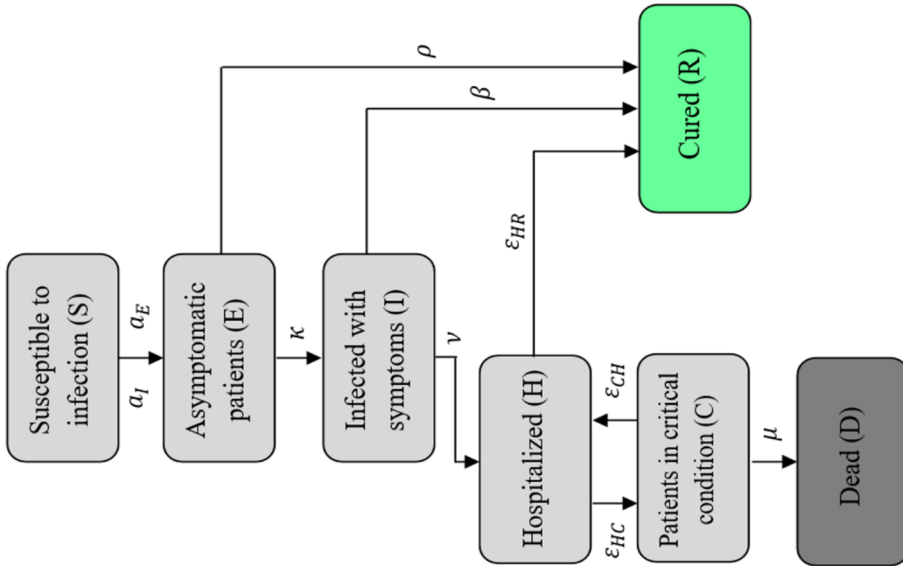 Susceptible to
infection (S)
a_I
a_E
Asymptomatic
patients (E)
ρ
κ
Infected with
symptoms (I)
β
ν
Hospitalized (H)
ε_HR
ε_HC
ε_CH
Patients in critical
condition (C)
μ
Dead (D)
Cured (R)